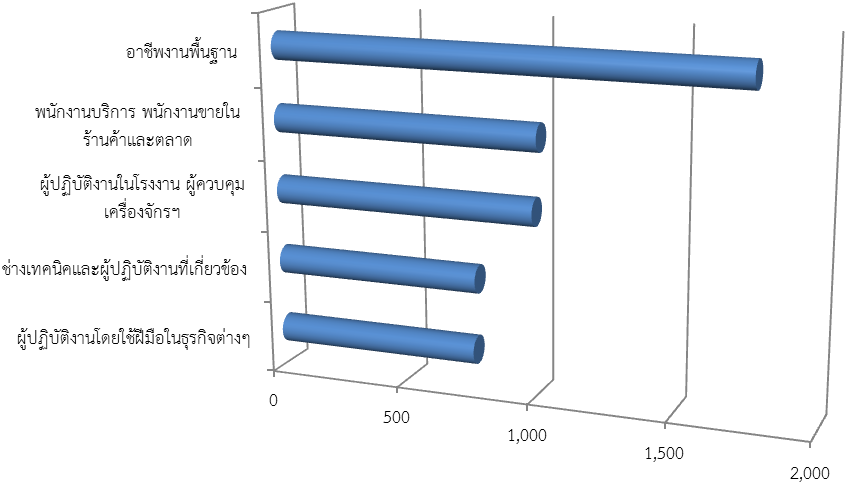 อาชีพงานพื้นฐาน
พนักงานบริการ พนักงานขายใน
ร้านค้าและตลาด
ผู้ปฏิบัติงานในโรงงาน ผู้ควบคุม
เครื่องจักรฯ
ช่างเทคนิคและผู้ปฏิบัติงานที่เกี่ยวข้อง
ผู้ปฏิบัติงานโดยใช้ฝีมือในธุรกิจต่างๆ
0
500
1,000
1,500
2,000